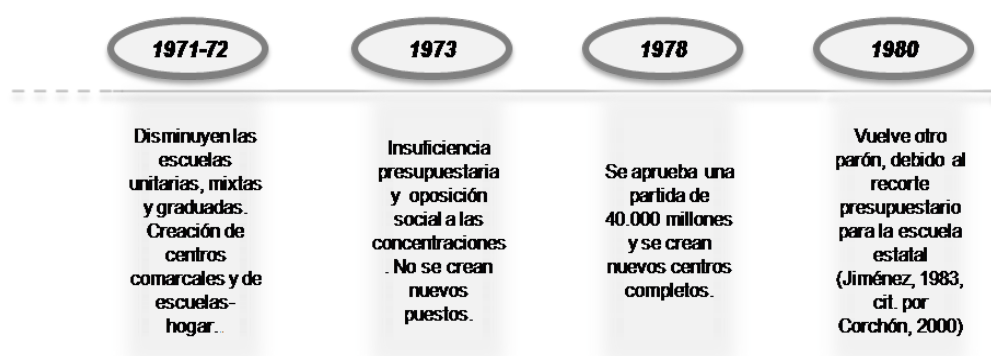 1971-72
Disminuyen las
escuelas
unitarias, mixtas
y graduadas.
Creación de
centros
comarcales y de
escuelas-
hogar.
1973
Insuficiencia
presupuestaria
y oposición
social a las
concentraciones
. No se crean
nuevos
puestos.
1978
Se aprueba una
partida de
40.000 millones
y se crean
nuevos centros
completos.
1980
Vuelve otro
parón, debido al
recorte
presupuestario
para la escuela
estatal
(Jiménez, 1983,
cit. por
Corchón, 2000)